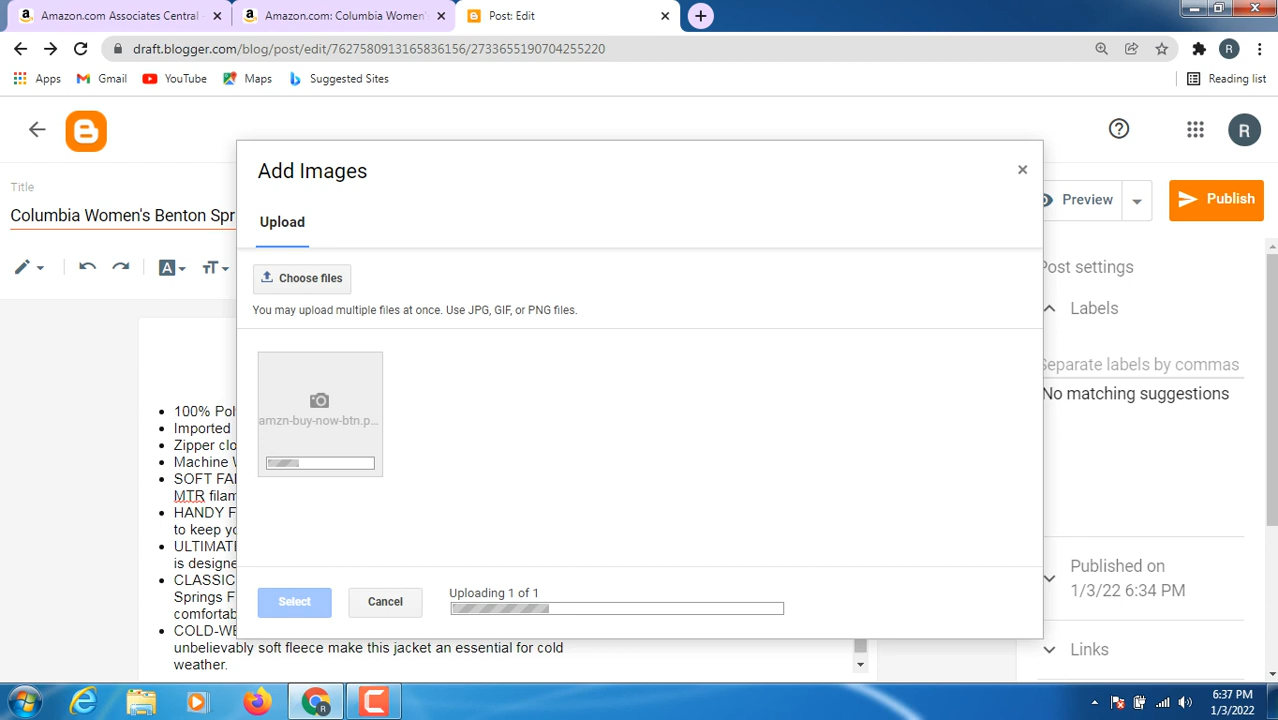 Amazon.com Associates Central
Amazon.com: Columbia Women's
Post: Edit
draft.blogger.com/blog/post/edit/7627580913165836156/2733655190704255220
R
Apps
Gmail
YouTube
Maps
Suggested Sites
Reading list
R
Add Images
Title
Columbia Women's Benton Spr
Preview
Publish
Upload
Choose files
You may upload multiple files at once. Use JPG, GIF, or PNG files.
Post settings
Labels
Separate labels by commas
No matching suggestions
amzn-buy-now-btn.p...
100% Pol
Imported
Zipper clo
Machine W
SOFT FA
MTR filam
HANDY F
to keep yo
ULTIMAT
is designe
CLASSIC
Springs F
comfortab
COLD-WE
unbelievably soft fleece make this jacket an essential for cold
weather.
Published on
1/3/22 6:34 PM
Links
Select
Cancel
Uploading 1 of 1
6:37 PM
1/3/2022